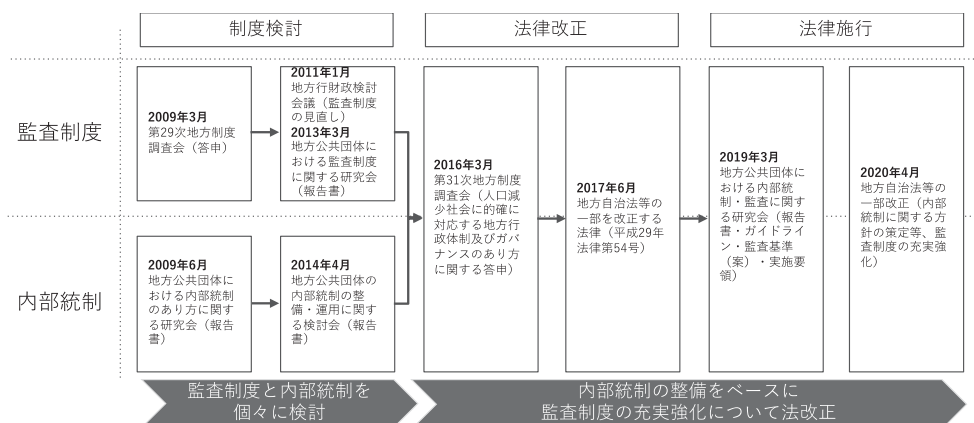 制度検討
法律改正
法律施行
監査制度
2009年3月
第29次地方制度
調査会（答申）
2011年1月
地方行財政検討
会議（監査制度
の見直し）
2013年3月
地方公共団体に
おける監査制度
に関する研究会
（報告書）
内部統制
2009年6月
地方公共団体に
おける内部統制
のあり方に関す
る研究会（報告
書）
2014年4月
地方公共団体の
内部統制の整
備・運用に関す
る検討会（報告
書）
2016年3月
第31次地方制度
調査会（人口減
少社会に的確に
対応する地方行
政体制及びガバ
ナンスのあり方
に関する答申）
2017年6月
地方自治法等の
一部を改正する
法律（平成29年
法律第54号）
2019年3月
地方公共団体に
おける内部統
制・監査に関す
る研究会（報告
書・ガイドライ
ン・監査基準
（案）・実施要
領）
2020年4月
地方自治法等の
一部改正（内部
統制に関する方
針の策定等、監
査制度の充実強
化）
監査制度と内部統制を
個々に検討
内部統制の整備をベースに
監査制度の充実強化について法改正